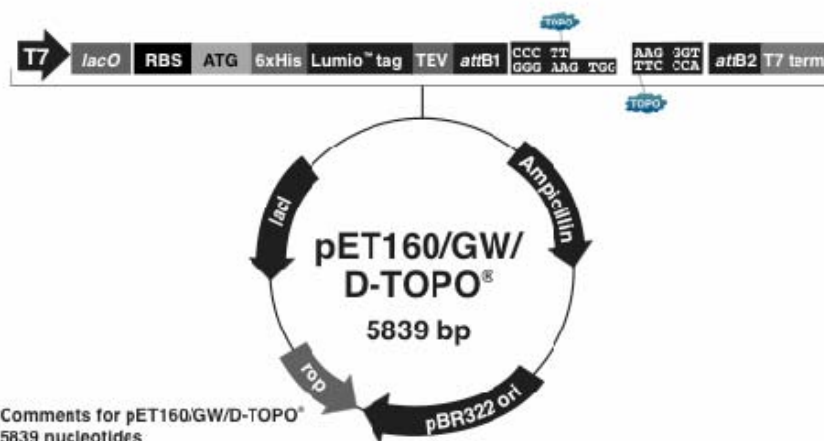 TOPO
T7 lacO RBS ATG 6xHis Lumio™ tag TEV attB1 CCC TT AAG GGT attB2 T7 term
GGG AAG TGG TTC CCA
TOPO
lacI
Ampicillin
pET160/GW/
D-TOPO®
5839 bp
rop
pBR322 ori
Comments for pET160/GW/D-TOPO®
5839 nucleotides